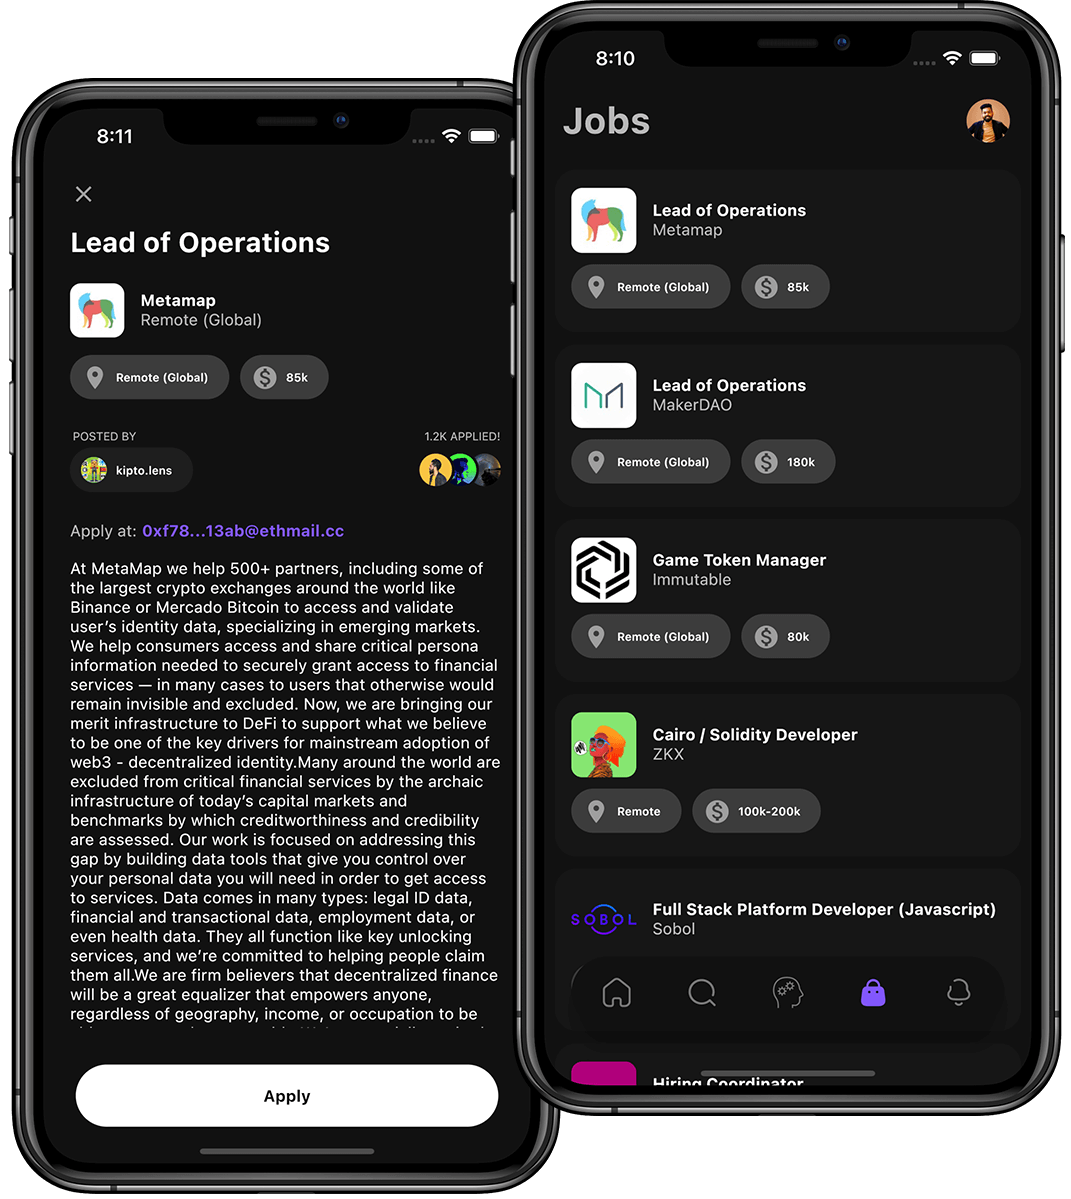 8:11
Lead of Operations
Metamap
Remote (Global)
Remote (Global)
85k
POSTED BY
1.2K APPLIED!
kipto.lens
Apply at: 0xf78...13ab@ethmail.cc
At MetaMap we help 500+ partners, including some of
the largest crypto exchanges around the world like
Binance or Mercado Bitcoin to access and validate
user’s identity data, specializing in emerging markets.
We help consumers access and share critical persona
information needed to securely grant access to financial
services — in many cases to users that otherwise would
remain invisible and excluded. Now, we are bringing our
merit infrastructure to DeFi to support what we believe
to be one of the key drivers for mainstream adoption of
web3 - decentralized identity.Many around the world are
excluded from critical financial services by the archaic
infrastructure of today’s capital markets and
benchmarks by which creditworthiness and credibility
are assessed. Our work is focused on addressing this
gap by building data tools that give you control over
your personal data you will need in order to get access
to services. Data comes in many types: legal ID data,
financial and transactional data, employment data, or
even health data. They all function like key unlocking
services, and we’re committed to helping people claim
them all.We are firm believers that decentralized finance
will be a great equalizer that empowers anyone,
regardless of geography, income, or occupation to be
Apply
8:10
Jobs
Lead of Operations
Metamap
Remote (Global)
85k
Lead of Operations
MakerDAO
Remote (Global)
180k
Game Token Manager
Immutable
Remote (Global)
80k
Cairo / Solidity Developer
ZKX
Remote
100k-200k
SOBOL
Full Stack Platform Developer (Javascript)
Sobol
Hiring Coordinator